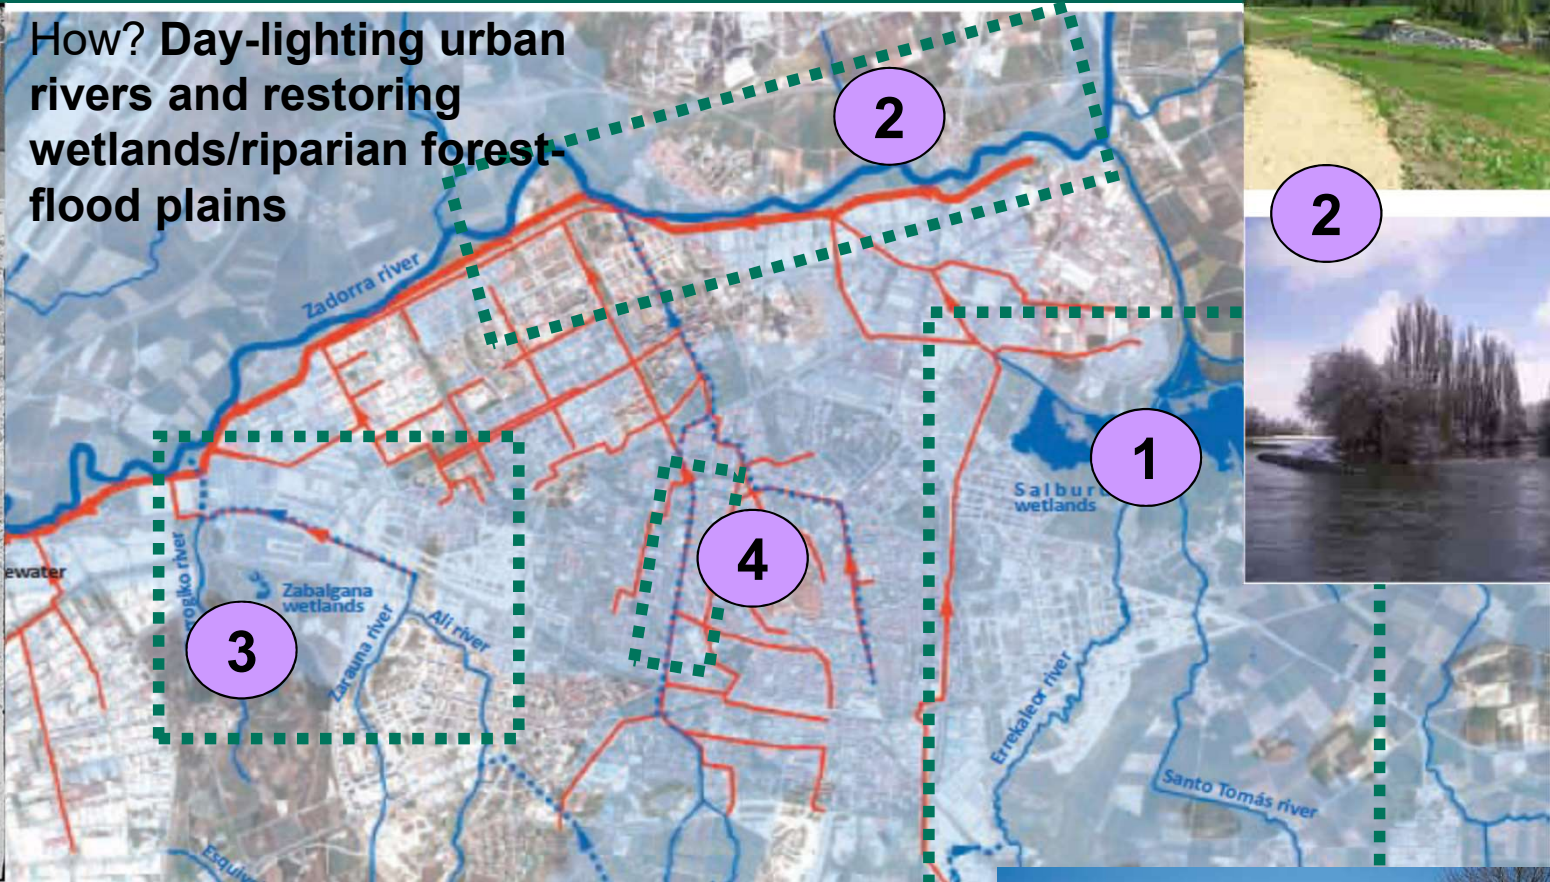 How? Day-lighting urban
rivers and restoring
wetlands/riparian forest-
flood plains
2
2
Zadorra river
1
wetlands
4
ewater
Zabalgana
wetlands
Ali river
3
Zarauna river
Errekaleor river
Santo Tomás river
river